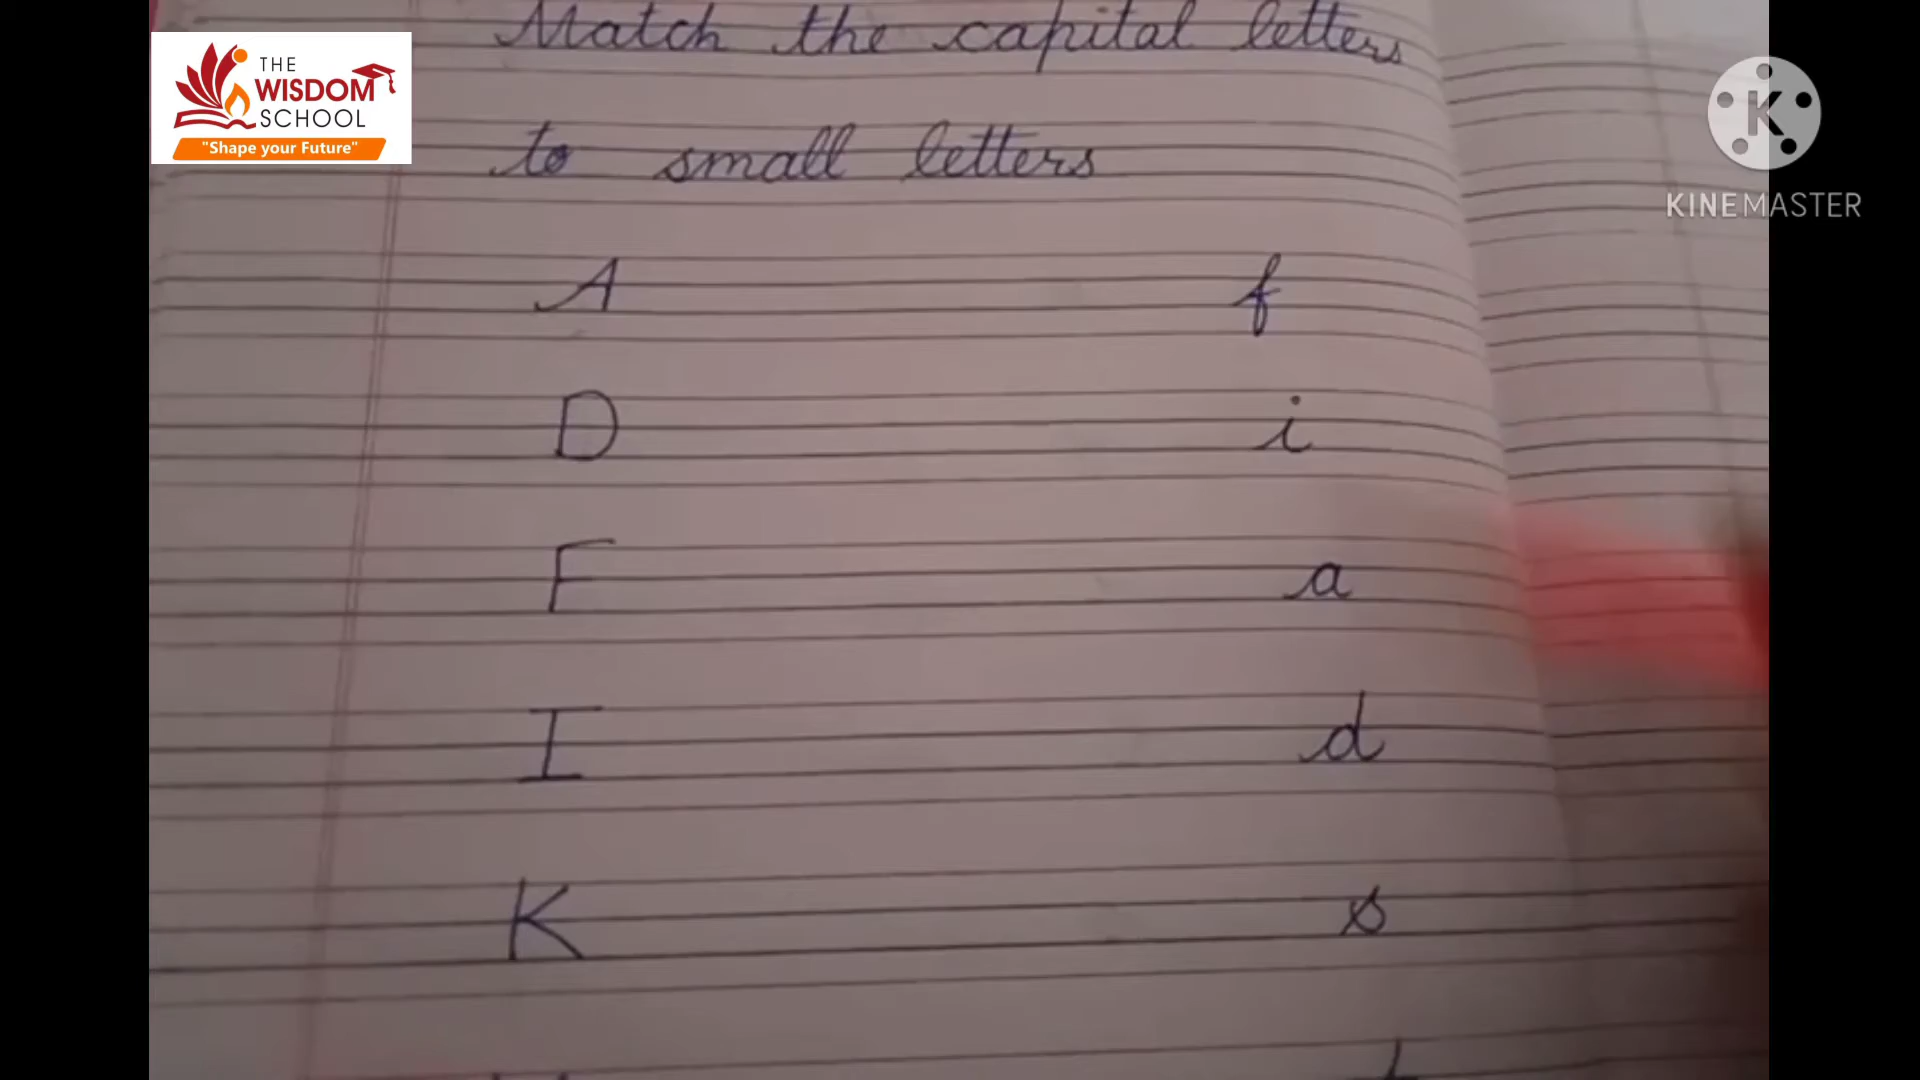 Match the capital letters
to small letters
A f
D i
F a
I d
K s
THE
WISDOM
SCHOOL
"Shape your Future"
K
KINEMASTER